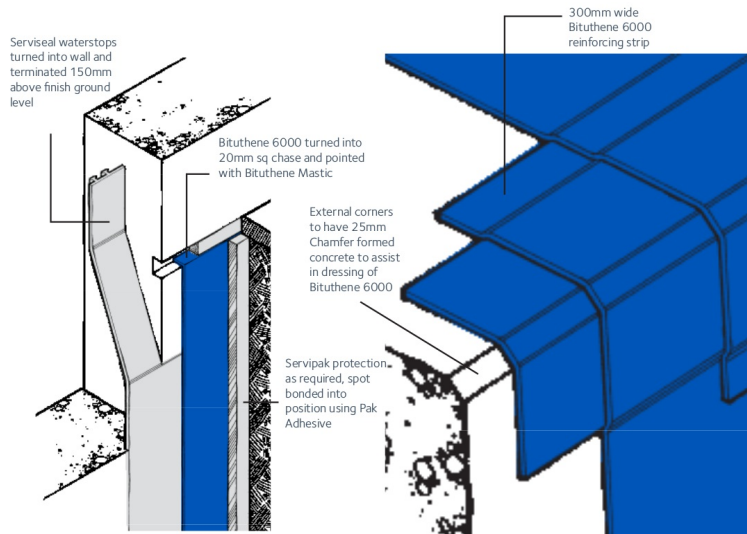 Serviseal waterstops
turned into wall and
terminated 150mm
above finish ground
level
Bituthene 6000 turned into
20mm sq chase and pointed
with Bituthene Mastic
Servipak protection
as required, spot
bonded into
position using Pak
Adhesive
300mm wide
Bituthene 6000
reinforcing strip
External corners
to have 25mm
Chamfer formed
concrete to assist
in dressing of
Bituthene 6000